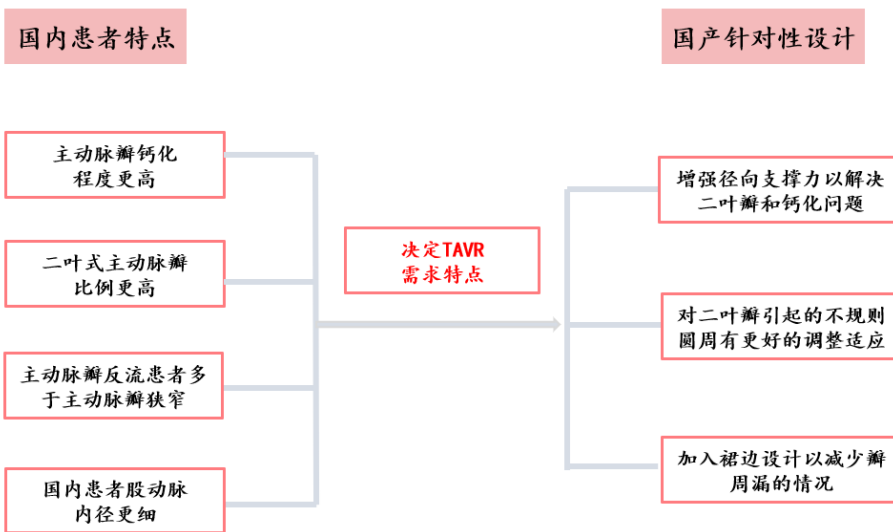 国内患者特点
国产针对性设计
主动脉瓣钙化
程度更高
二叶式主动脉瓣
比例更高
主动脉瓣反流患者多
于主动脉瓣狭窄
国内患者股动脉
内径更细
决定TAVR
需求特点
增强径向支撑力以解决
二叶瓣和钙化问题
对二叶瓣引起的不规则
圆周有更好的调整适应
加入裙边设计以减少瓣
周漏的情况